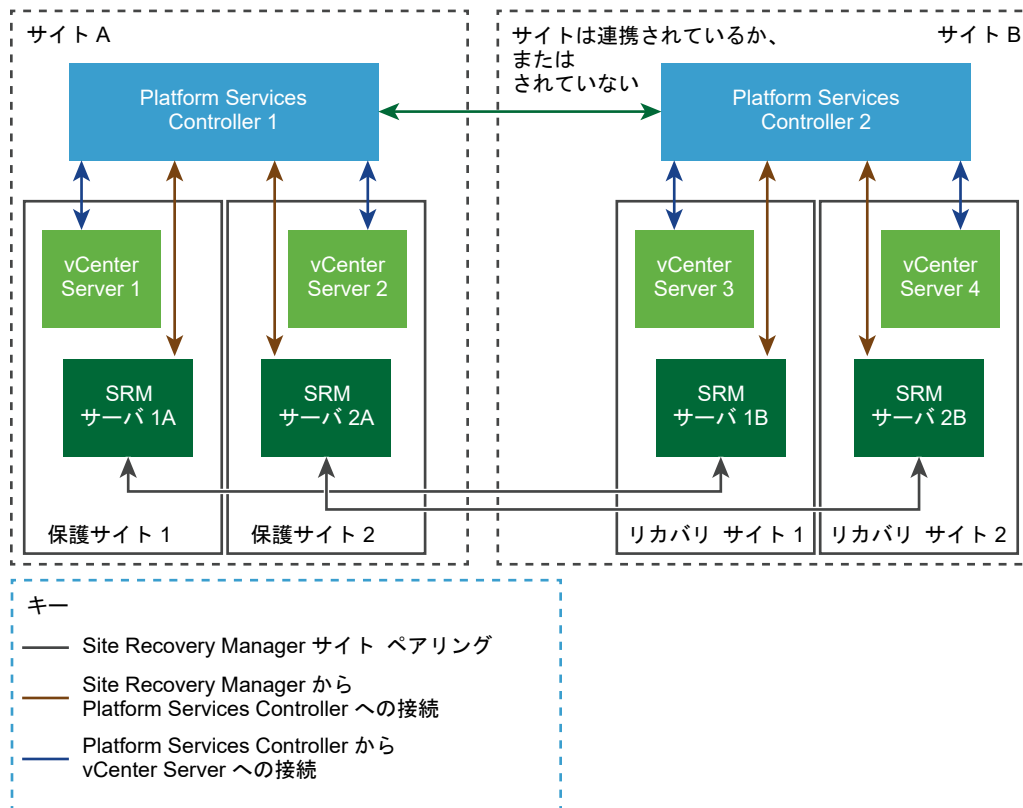 サイト A
サイトは連携されているか、
または
されていない
サイト B
Platform Services
Controller 1
Platform Services
Controller 2
vCenter
Server 1
vCenter
Server 2
vCenter
Server 3
vCenter
Server 4
SRM
サーバ 1A
SRM
サーバ 2A
SRM
サーバ 1B
SRM
サーバ 2B
保護サイト 1
保護サイト 2
リカバリ サイト 1
リカバリ サイト 2
キー
Site Recovery Manager サイト ペアリング
Site Recovery Manager から
Platform Services Controller への接続
Platform Services Controller から
vCenter Server への接続